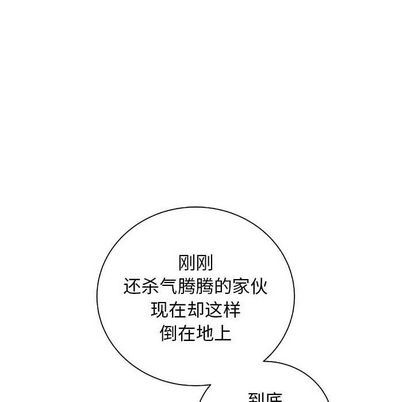 刚刚
还杀气腾腾的家伙
现在却这样
倒在地上
到底